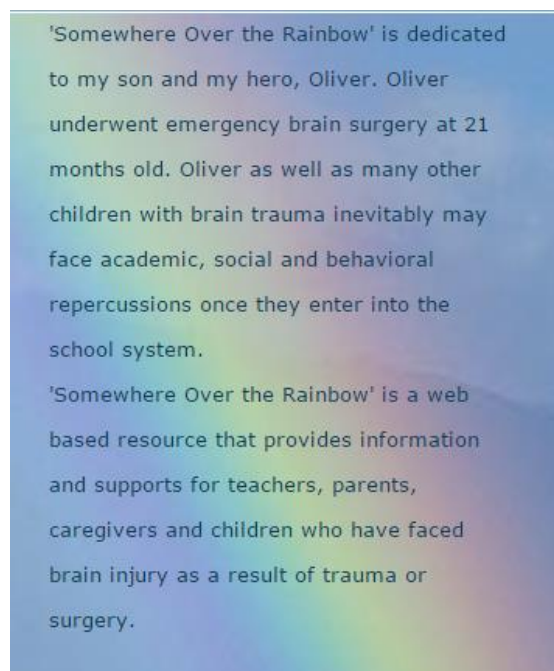 'Somewhere Over the Rainbow' is dedicated
to my son and my hero, Oliver. Oliver
underwent emergency brain surgery at 21
months old. Oliver as well as many other
children with brain trauma inevitably may
face academic, social and behavioral
repercussions once they enter into the
school system.
'Somewhere Over the Rainbow' is a web
based resource that provides information
and supports for teachers, parents,
caregivers and children who have faced
brain injury as a result of trauma or
surgery.